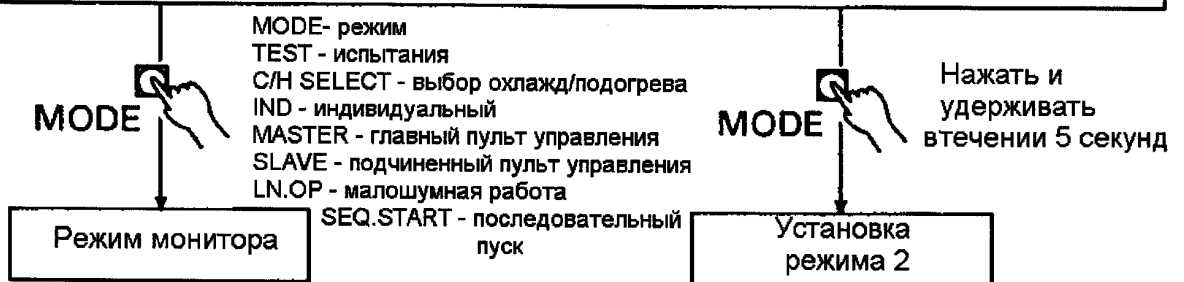 MODE- режим
TEST - испытания
C/H SELECT - выбор охлажд/подогрева
IND - индивидуальный
MASTER - главный пульт управления
SLAVE - подчиненный пульт управления
LN.OP - малошумная работа
SEQ.START - последовательный
пуск
MODE
MODE
Нажать и
удерживать
втечении 5 секунд
Режим монитора
Установка
режима 2